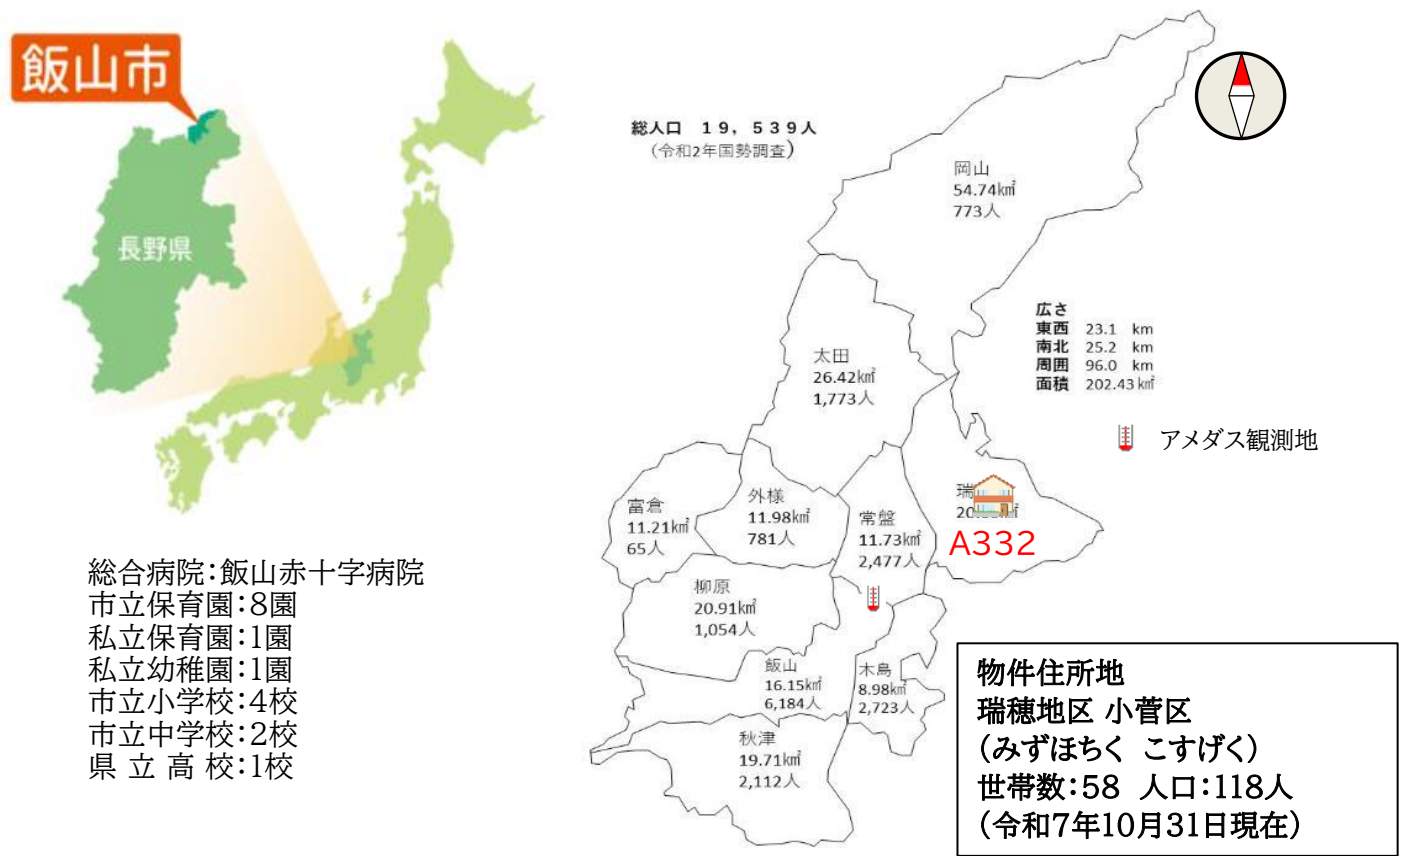 飯山市
長野県
総人口 19,539人
(令和2年国勢調査)
岡山
54.74㎢
773人
広さ
東西 23.1 km
南北 25.2 km
周囲 96.0 km
面積 202.43㎢
アメダス観測地
太田
26.42㎢
1,773人
富倉
11.21㎢
65人
外様
11.98㎢
781人
常盤
11.73㎢
2,477人
瑞
20.
A332
柳原
20.91㎢
1,054人
飯山
16.15㎢
6,184人
木島
8.98㎢
2,723人
秋津
19.71㎢
2,112人
総合病院:飯山赤十字病院
市立保育園:8園
私立保育園:1園
私立幼稚園:1園
市立小学校:4校
市立中学校:2校
県 立 高 校:1校
物件住所地
瑞穂地区 小菅区
(みずほちく こすげく)
世帯数:58 人口:118人
(令和7年10月31日現在)